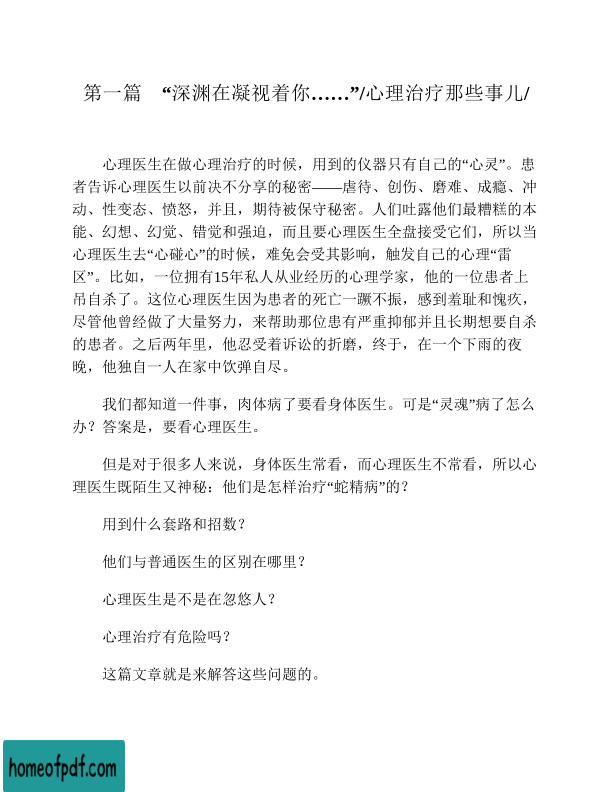 第一篇　“深渊在凝视着你……”/心理治疗那些事儿/
心理医生在做心理治疗的时候，用到的仪器只有自己的“心灵”。患
者告诉心理医生以前决不分享的秘密——虐待、创伤、磨难、成瘾、冲
动、性变态、愤怒，并且，期待被保守秘密。人们吐露他们最糟糕的本
能、幻想、幻觉、错觉和强迫，而且要心理医生全盘接受它们，所以当
心理医生去“心碰心”的时候，难免会受其影响，触发自己的心理“雷
区”。比如，一位拥有15年私人从业经历的心理学家，他的一位患者上
吊自杀了。这位心理医生因为患者的死亡一蹶不振，感到羞耻和愧疚，
尽管他曾经做了大量努力，来帮助那位患有严重抑郁并且长期想要自杀
的患者。之后两年里，他忍受着诉讼的折磨，终于，在一个下雨的夜
晚，他独自一人在家中饮弹自尽。
我们都知道一件事，肉体病了要看身体医生。可是“灵魂”病了怎么
办？答案是，要看心理医生。
但是对于很多人来说，身体医生常看，而心理医生不常看，所以心
理医生既陌生又神秘：他们是怎样治疗“蛇精病”的？
用到什么套路和招数？
他们与普通医生的区别在哪里？
心理医生是不是在忽悠人？
心理治疗有危险吗？
这篇文章就是来解答这些问题的。
homeofpdf.com